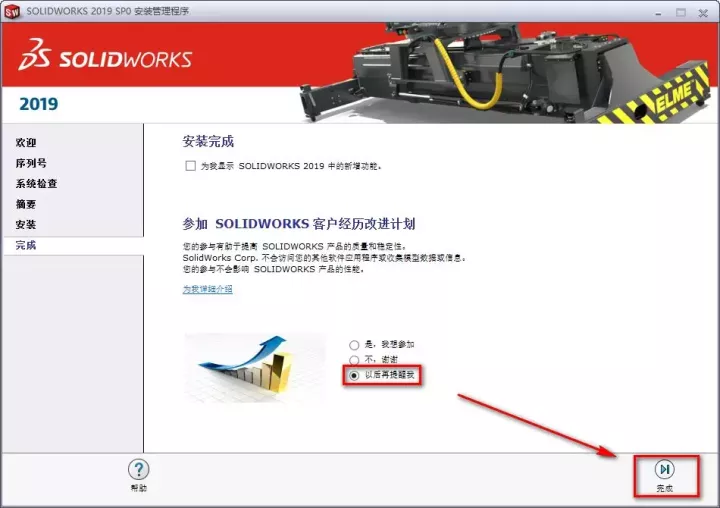 SOLIDWORKS 2019 SP0 安装管理程序
SOLIDWORKS
ELME
2019
欢迎
序列号
系统检查
摘要
安装
完成
安装完成
为我显示 SOLIDWORKS 2019 中的新增功能。
参加 SOLIDWORKS 客户经历改进计划
您的参与有助于提高 SOLIDWORKS 产品的质量和稳定性。
SolidWorks Corp. 不会访问您的其他软件应用程序或收集模型数据或信息。
您的参与不会影响 SOLIDWORKS 产品的性能。
为我详细介绍
是，我想参加
不，谢谢
以后再提醒我
帮助
完成